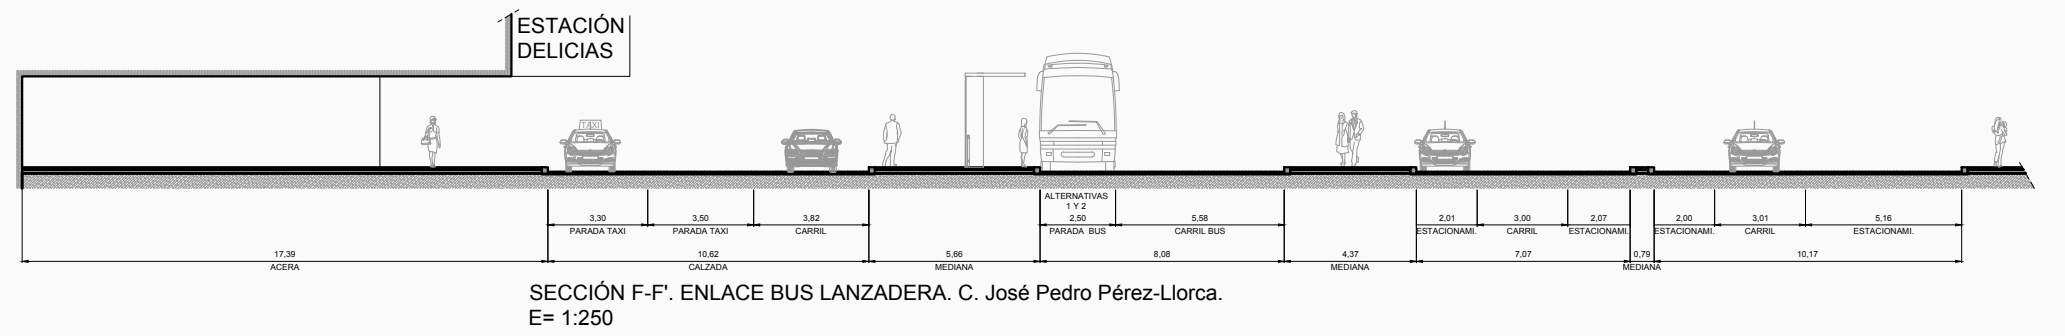 ESTACIÓN
DELICIAS
TAXI
ALTERNATIVAS
1 Y 2
3,30
3,50
3,82
2,50
5,58
2,01
3,00
2,07
2,00
3,01
5,16
PARADA TAXI
PARADA TAXI
CARRIL
PARADA BUS
CARRIL BUS
ESTACIONAMI.
CARRIL
ESTACIONAMI.
ESTACIONAMI.
CARRIL
ESTACIONAMI.
17,39
10,62
5,66
8,08
4,37
7,07
0,79
10,17
ACERA
CALZADA
MEDIANA
MEDIANA
MEDIANA
SECCIÓN F-F'. ENLACE BUS LANZADERA. C. José Pedro Pérez-Llorca.
E= 1:250